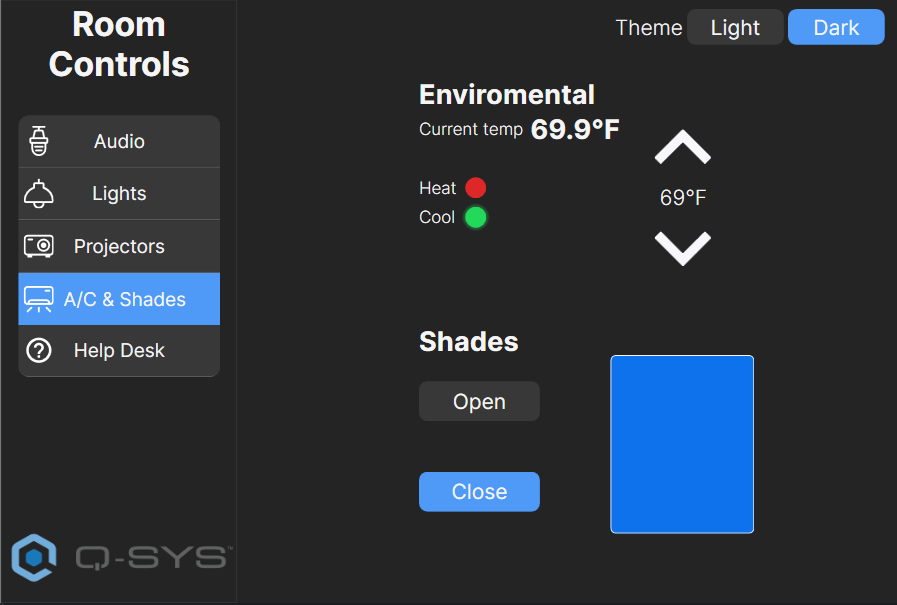 Room
Controls
Audio
Lights
Projectors
A/C & Shades
Help Desk
Q-SYS™
Theme Light Dark
Enviromental
Current temp 69.9°F
Heat
Cool
69°F
Shades
Open
Close